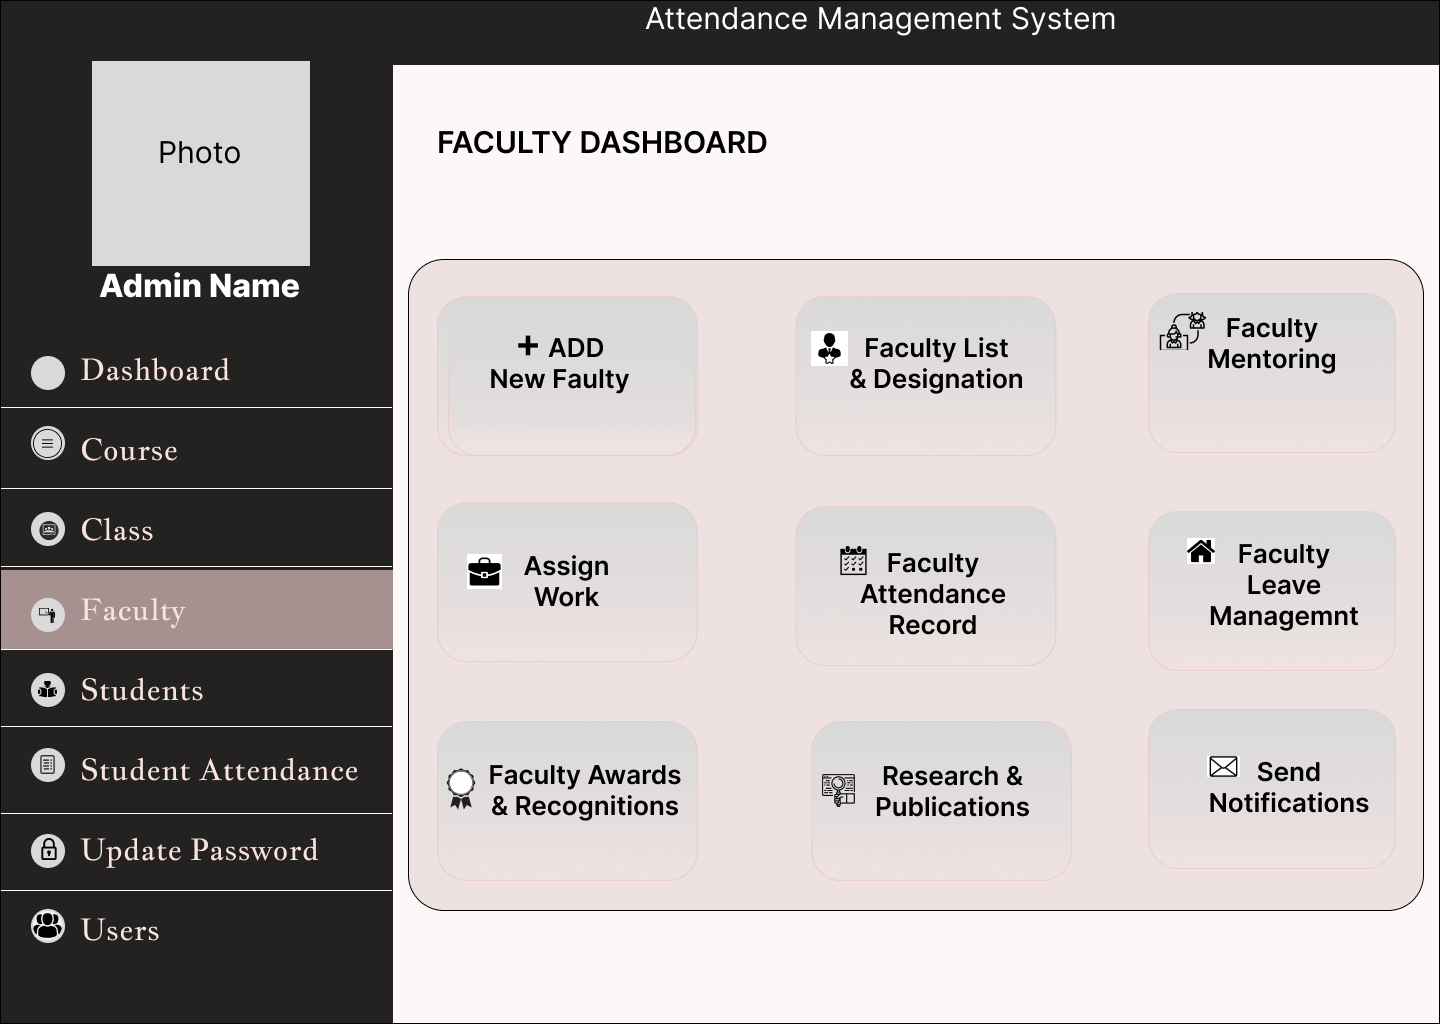 Attendance Management System
Photo
Admin Name
Dashboard
Course
Class
Faculty
Students
Student Attendance
Update Password
Users
FACULTY DASHBOARD
+ ADD
New Faulty
Faculty List
& Designation
Faculty
Mentoring
Assign
Work
Faculty
Attendance
Record
Faculty
Leave
Managemnt
Faculty Awards
& Recognitions
Research &
Publications
Send
Notifications